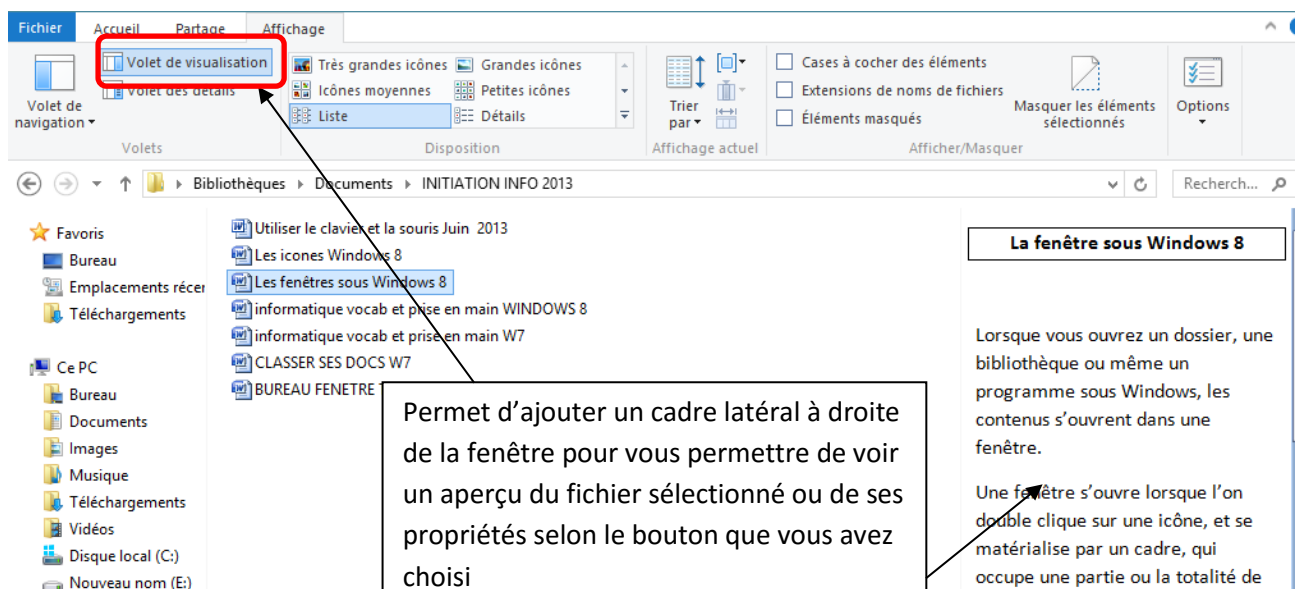 Fichier Accueil Partage Affichage
Volet de visualisation
Volet des détails
Volet de
navigation
Très grandes icônes Grandes icônes
Icônes moyennes Petites icônes
Liste Détails
Trier
par
Cases à cocher des éléments
Extensions de noms de fichiers
Éléments masqués
Masquer les éléments
sélectionnés
Options
Volets Disposition Affichage actuel Afficher/Masquer
Bibliothèques Documents INITIATION INFO 2013
Recherch...
Favoris
Bureau
Emplacements récer
Téléchargements
Ce PC
Bureau
Documents
Images
Musique
Téléchargements
Vidéos
Disque local (C:)
Nouveau nom (E:)
Utiliser le clavier et la souris Juin 2013
Les icones Windows 8
Les fenêtres sous Windows 8
informatique vocab et prise en main WINDOWS 8
informatique vocab et prise en main W7
CLASSER SES DOCS W7
BUREAU FENETRE
Permet d’ajouter un cadre latéral à droite
de la fenêtre pour vous permettre de voir
un aperçu du fichier sélectionné ou de ses
propriétés selon le bouton que vous avez
choisi
La fenêtre sous Windows 8
Lorsque vous ouvrez un dossier, une
bibliothèque ou même un
programme sous Windows, les
contenus s’ouvrent dans une
fenêtre.
Une fenêtre s’ouvre lorsque l’on
double clique sur une icône, et se
matérialise par un cadre, qui
occupe une partie ou la totalité de